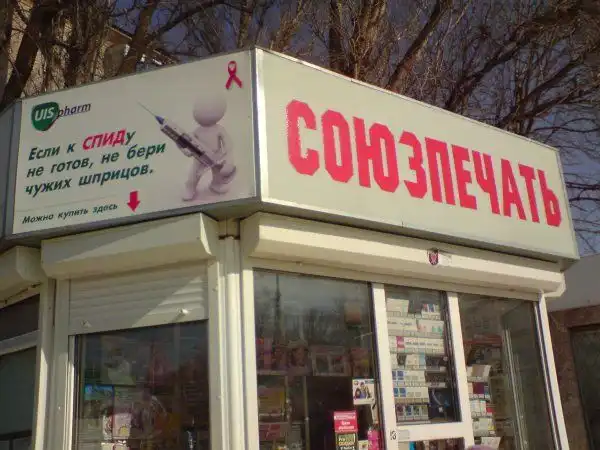 UIS pharm
Если к СПИДу
не готов, не бери
чужих шприцов.
Можно купить здесь
СОЮЗПЕЧАТЬ